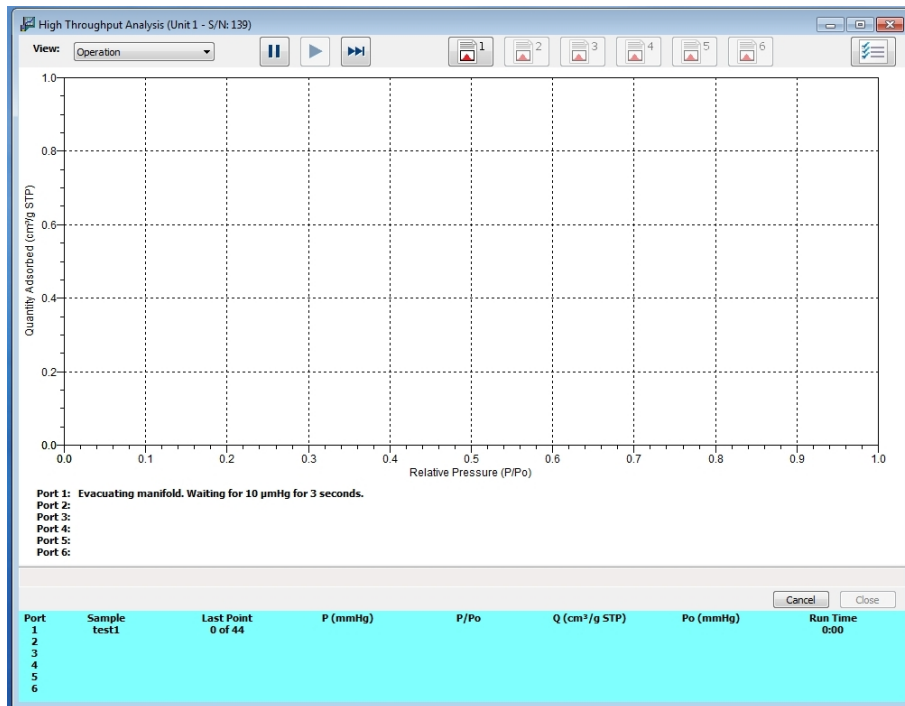 High Throughput Analysis (Unit 1 - S/N: 139)
View: Operation
1 2 3 4 5 6
1.0
0.8
0.6
0.4
0.2
0.0
Quantity Adsorbed (cm³/g STP)
0.0 0.1 0.2 0.3 0.4 0.5 0.6 0.7 0.8 0.9 1.0
Relative Pressure (P/Po)
Port 1: Evacuating manifold. Waiting for 10 µmHg for 3 seconds.
Port 2:
Port 3:
Port 4:
Port 5:
Port 6:
Cancel Close
Port Sample Last Point P (mmHg) P/Po Q (cm³/g STP) Po (mmHg) Run Time
1 test1 0 of 44 0:00
2
3
4
5
6